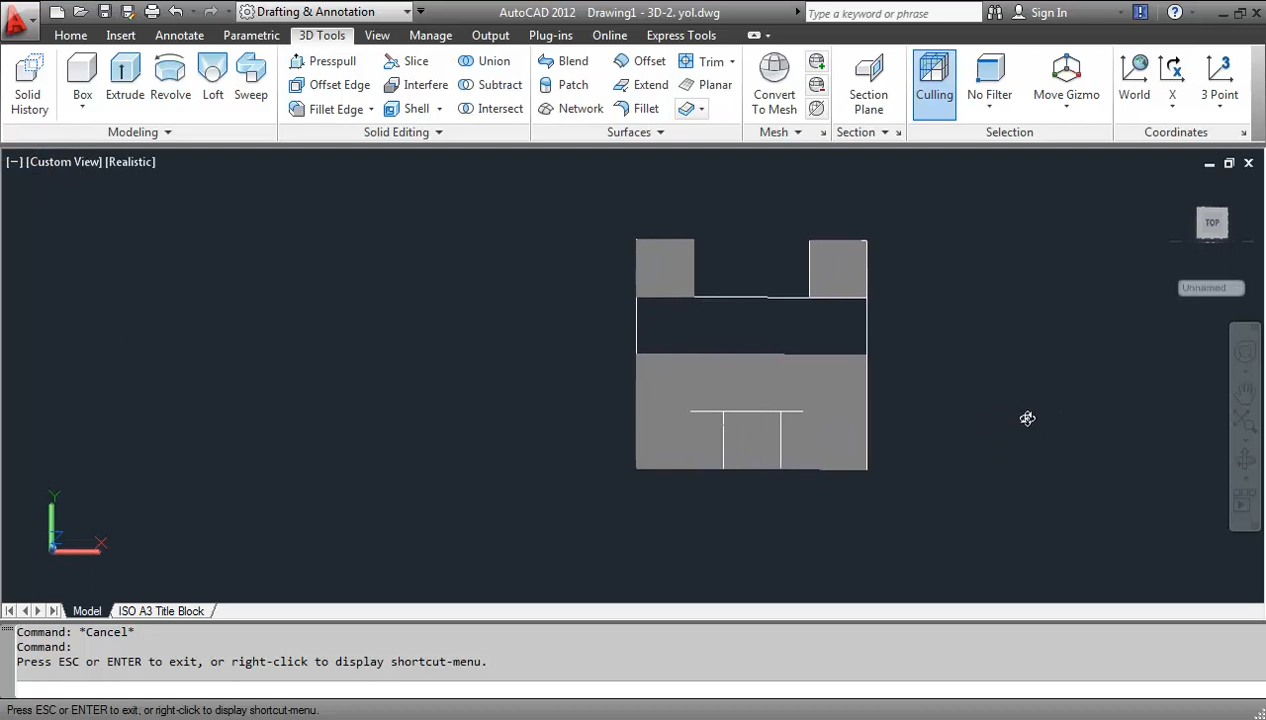 Drafting & Annotation
AutoCAD 2012 Drawing1 - 3D-2. yol.dwg
Type a keyword or phrase
Sign In
Home Insert Annotate Parametric 3D Tools View Manage Output Plug-ins Online Express Tools
Solid History
Box
Extrude
Revolve
Loft
Sweep
Presspull
Offset Edge
Fillet Edge
Slice
Interfere
Shell
Union
Subtract
Intersect
Blend
Patch
Network
Offset
Extend
Fillet
Trim
Planar
Convert To Mesh
Section Plane
Culling
No Filter
Move Gizmo
World
X
3 Point
Modeling
Solid Editing
Surfaces
Mesh
Section
Selection
Coordinates
[−] [Custom View] [Realistic]
TOP
Unnamed
Y
Z
X
Model ISO A3 Title Block
Command: *Cancel*
Command:
Press ESC or ENTER to exit, or right-click to display shortcut-menu.
Press ESC or ENTER to exit, or right-click to display shortcut-menu.